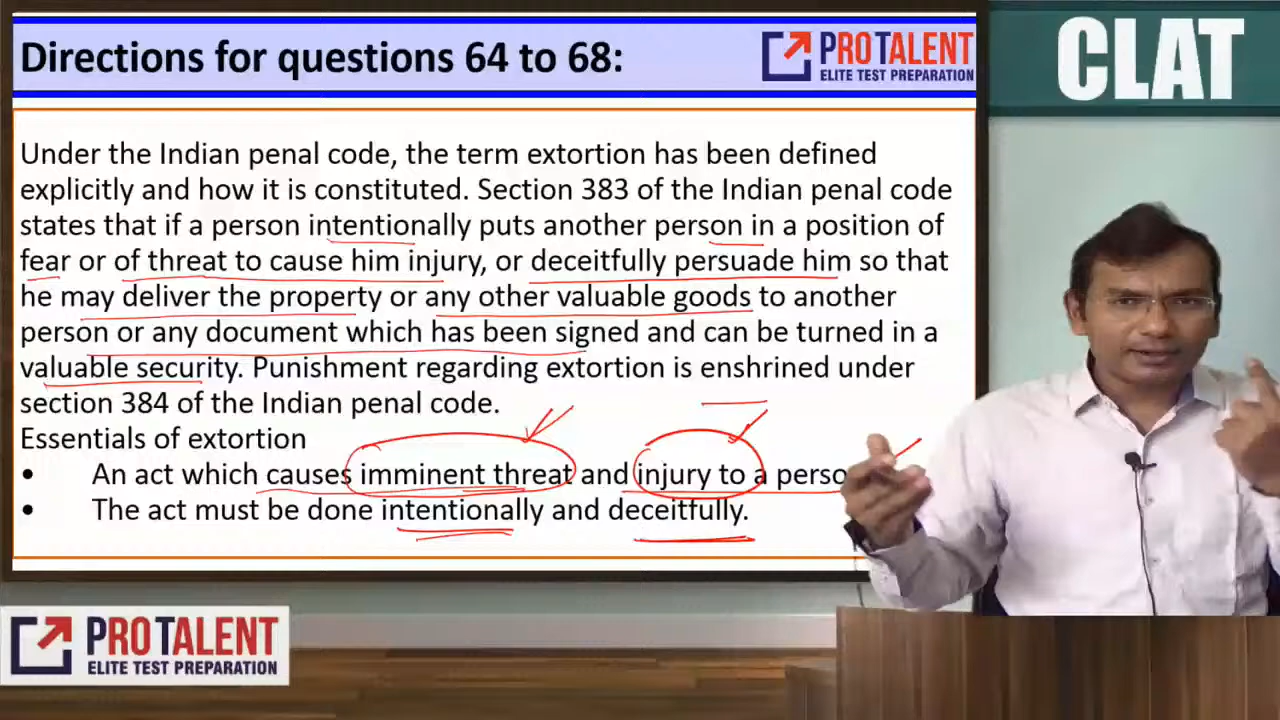 Directions for questions 64 to 68:
PROTALENT
ELITE TEST PREPARATION
CLAT
Under the Indian penal code, the term extortion has been defined
explicitly and how it is constituted. Section 383 of the Indian penal code
states that if a person intentionally puts another person in a position of
fear or of threat to cause him injury, or deceitfully persuade him so that
he may deliver the property or any other valuable goods to another
person or any document which has been signed and can be turned in a
valuable security. Punishment regarding extortion is enshrined under
section 384 of the Indian penal code.
Essentials of extortion
• An act which causes imminent threat and injury to a perso
• The act must be done intentionally and deceitfully.
PROTALENT
ELITE TEST PREPARATION